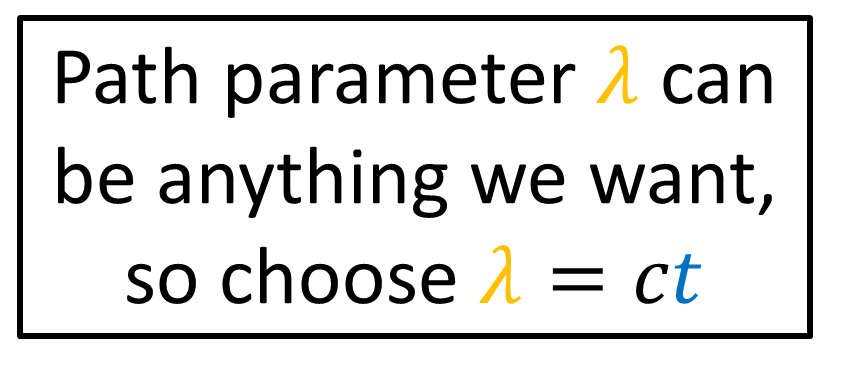 Path parameter λ can
be anything we want,
so choose λ = ct